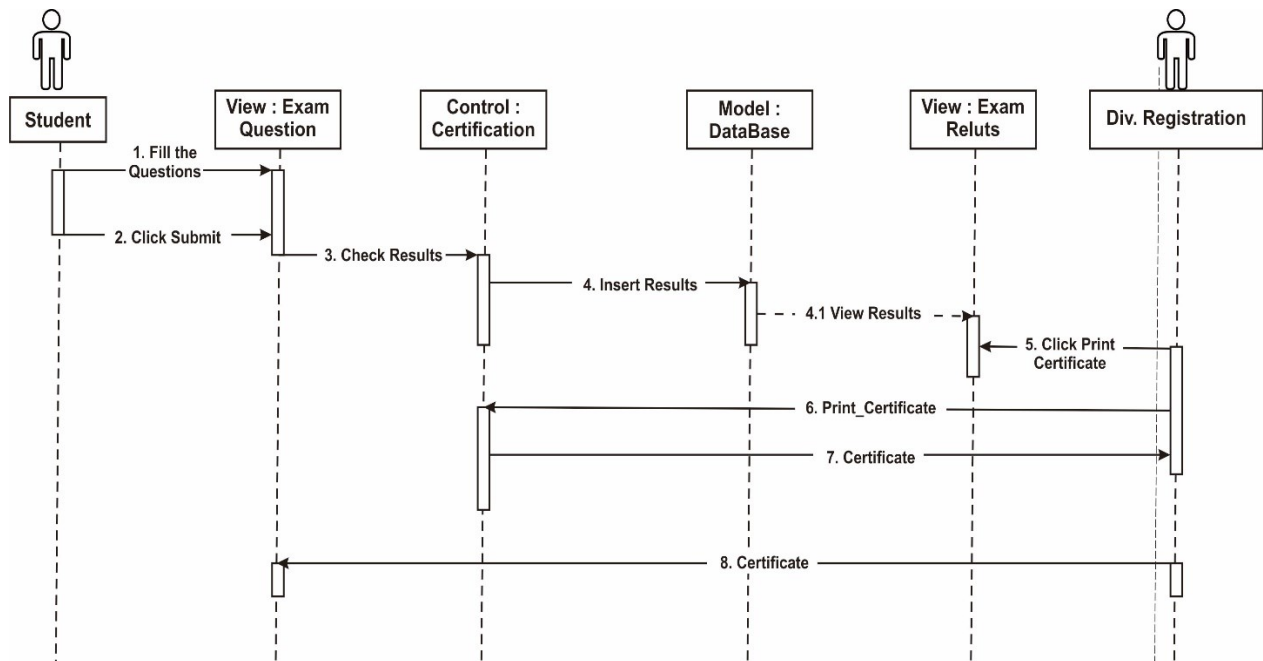 Student
View : Exam
Question
Control :
Certification
Model :
DataBase
View : Exam
Reluts
Div. Registration
1. Fill the
Questions
2. Click Submit
3. Check Results
4. Insert Results
4.1 View Results
5. Click Print
Certificate
6. Print_Certificate
7. Certificate
8. Certificate